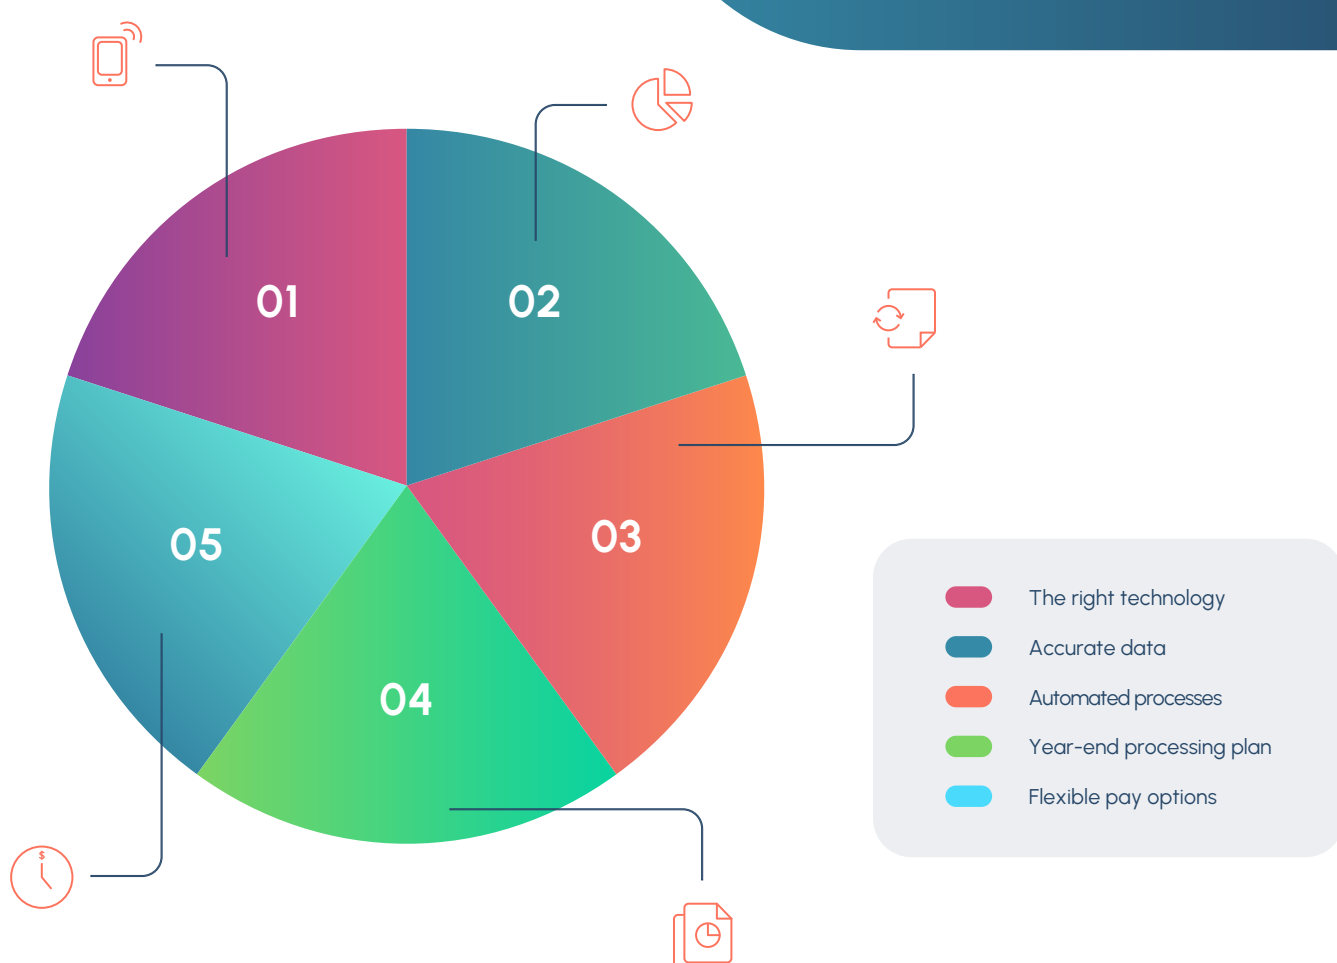 01
02
03
04
05
The right technology
Accurate data
Automated processes
Year-end processing plan
Flexible pay options
$